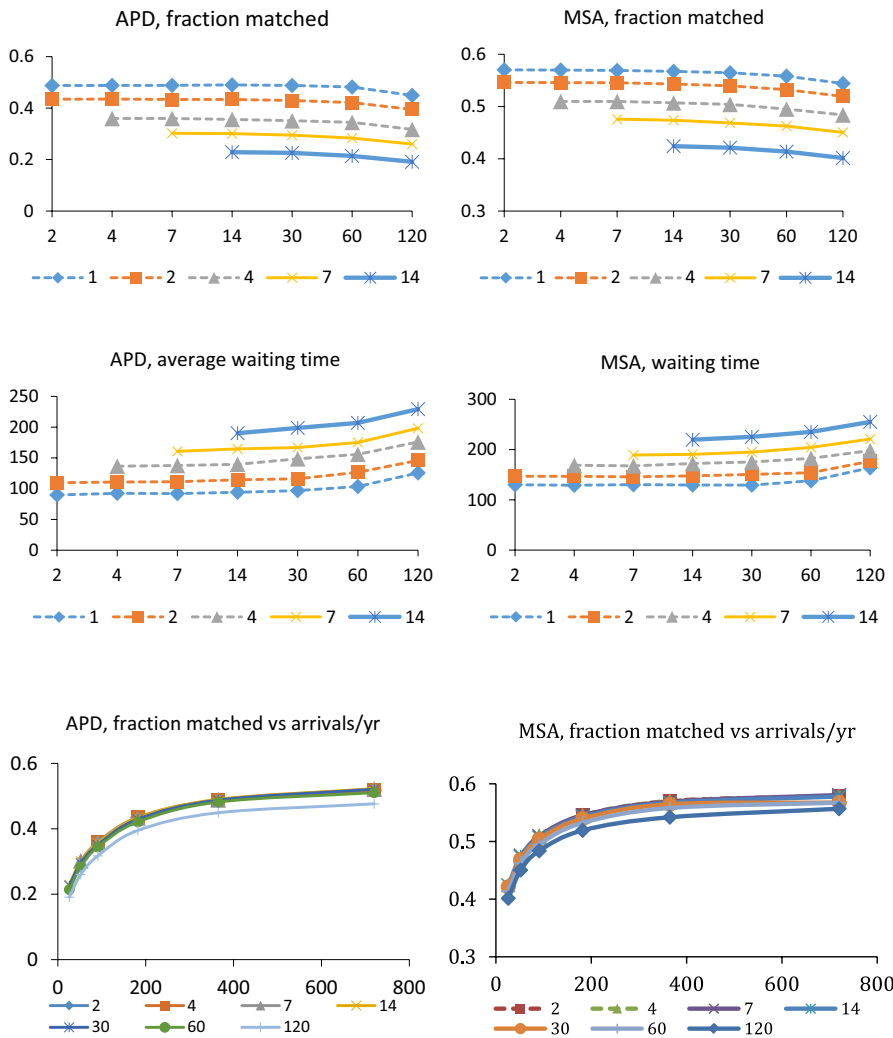 APD, fraction matched
0.6
0.4
0.2
0
2 4 7 14 30 60 120
1 2 4 7 14
MSA, fraction matched
0.6
0.5
0.4
0.3
2 4 7 14 30 60 120
1 2 4 7 14
APD, average waiting time
250
200
150
100
50
0
2 4 7 14 30 60 120
1 2 4 7 14
MSA, waiting time
300
200
100
0
2 4 7 14 30 60 120
1 2 4 7 14
APD, fraction matched vs arrivals/yr
0.6
0.4
0.2
0
0 200 400 600 800
2 4 7 14
30 60 120
MSA, fraction matched vs arrivals/yr
0.6
0.5
0.4
0.3
0 200 400 600 800
2 4 7 14
30 60 120